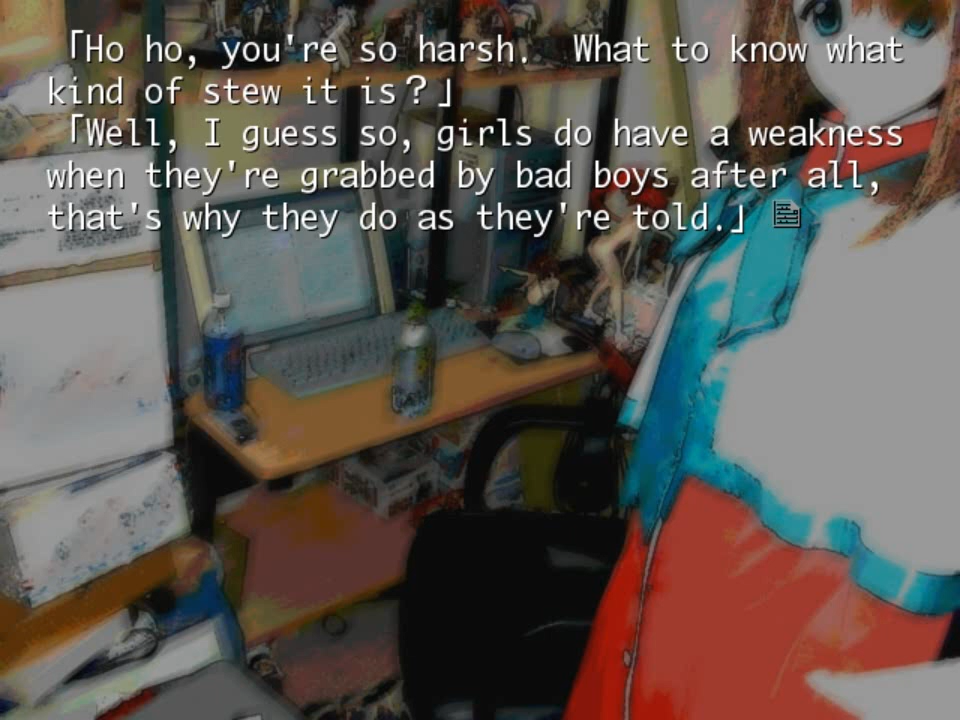 「Ho ho, you're so harsh.  What to know what
kind of stew it is?」
「Well, I guess so, girls do have a weakness
when they're grabbed by bad boys after all,
that's why they do as they're told.」